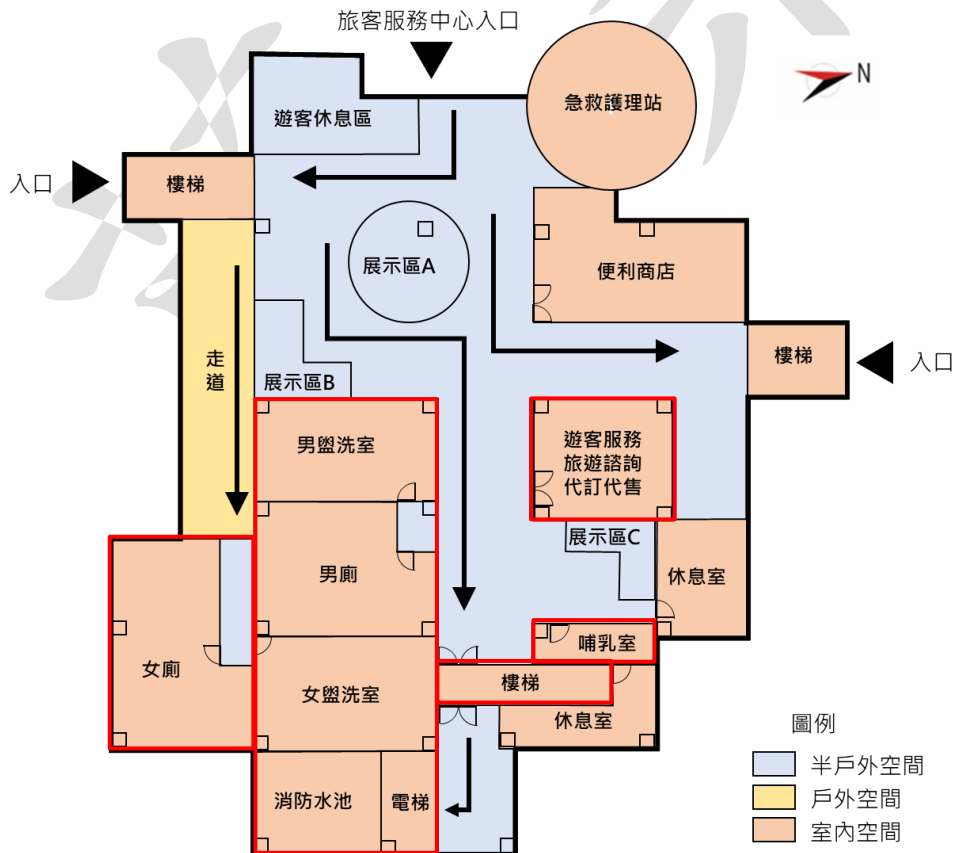 旅客服務中心入口
N
急救護理站
遊客休息區
入口
樓梯
展示區A
便利商店
走道
樓梯
入口
展示區B
男盥洗室
遊客服務
旅遊諮詢
代訂代售
展示區C
男廁
休息室
哺乳室
女廁
女盥洗室
樓梯
休息室
消防水池
電梯
圖例
半戶外空間
戶外空間
室內空間